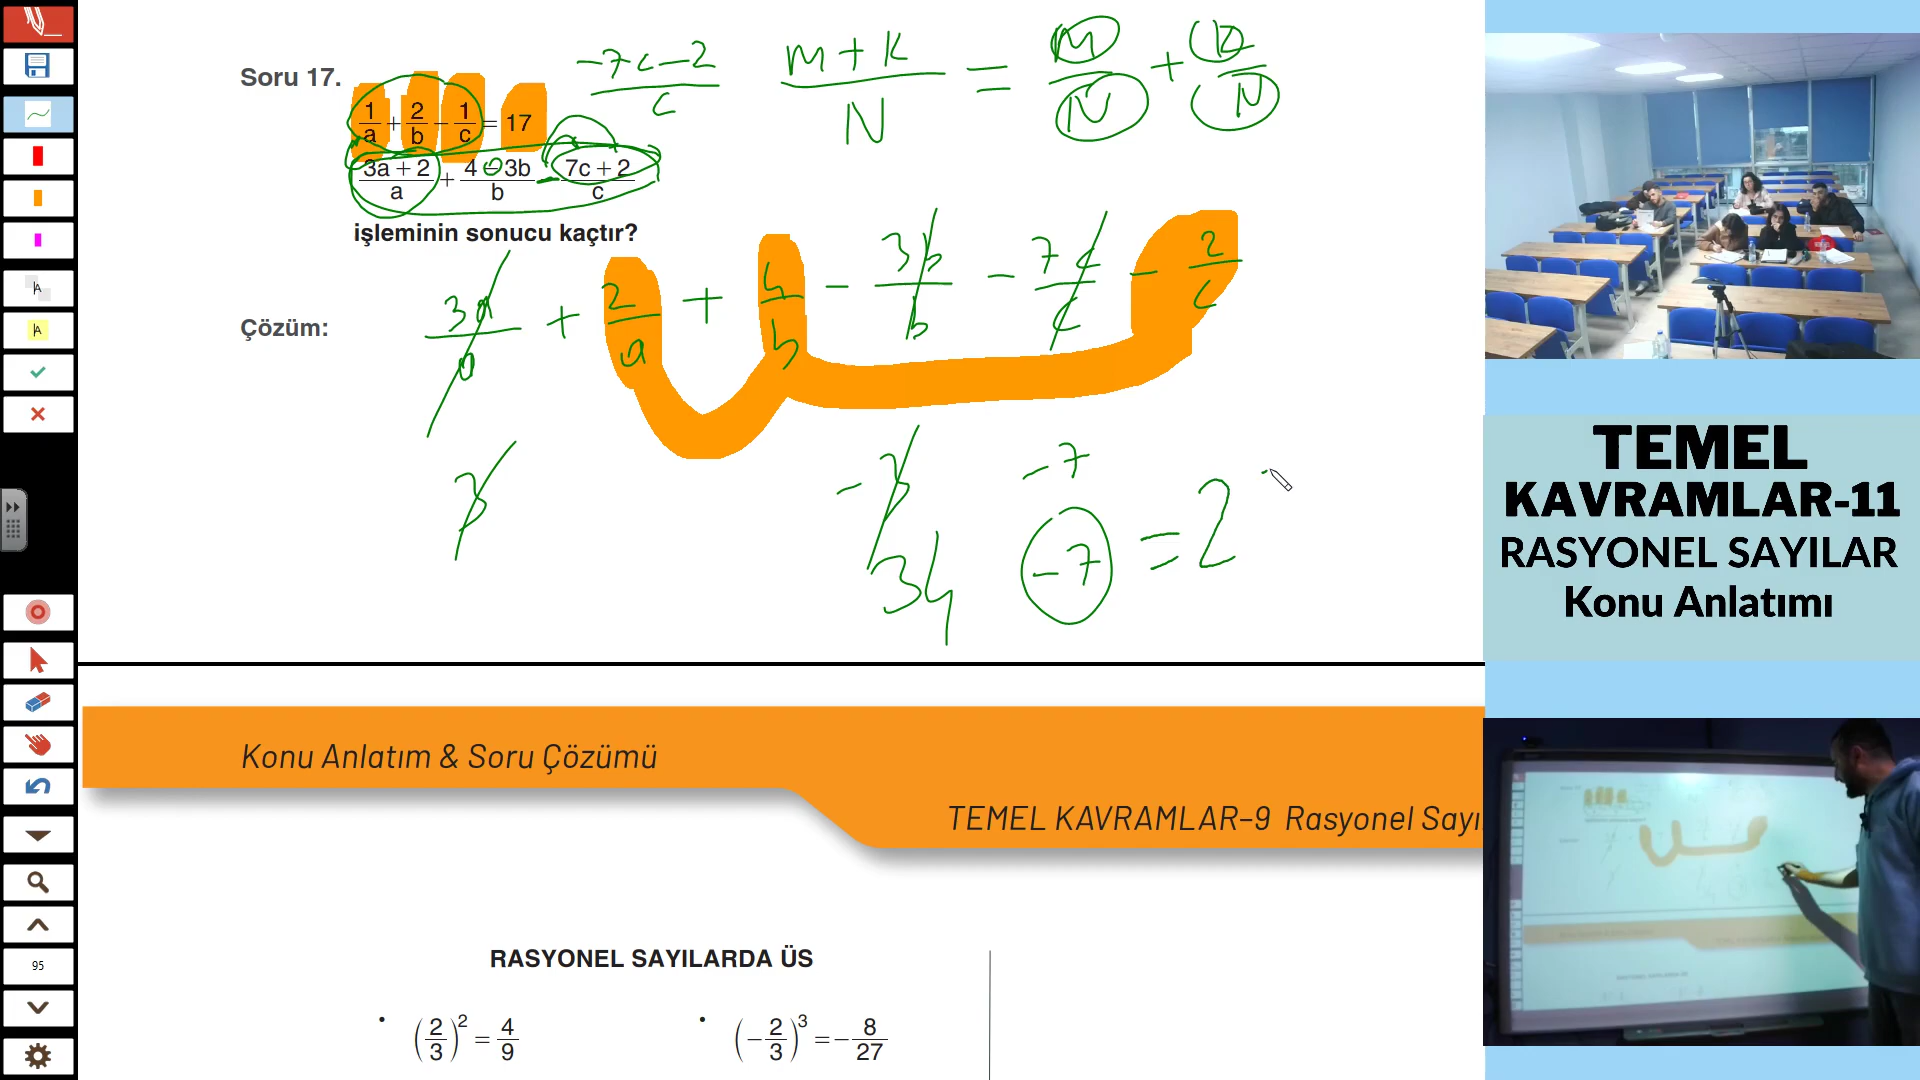 Soru 17.
1/a + 2/b − 1/c = 17
−7c−2/c
m+k/N = m/N + k/N
3a + 2/a + 4 − 3b/b − 7c + 2/c
işleminin sonucu kaçtır?
Çözüm:
3a/a + 2/a + 4/b − 3b/b − 7c/c − 2/c
3 −3 −7
34 −7 = 2
TEMEL
KAVRAMLAR-11
RASYONEL SAYILAR
Konu Anlatımı
Konu Anlatım & Soru Çözümü
TEMEL KAVRAMLAR–9 Rasyonel Sayı
RASYONEL SAYILARDA ÜS
• (2/3)² = 4/9
• (−2/3)³ = −8/27
95